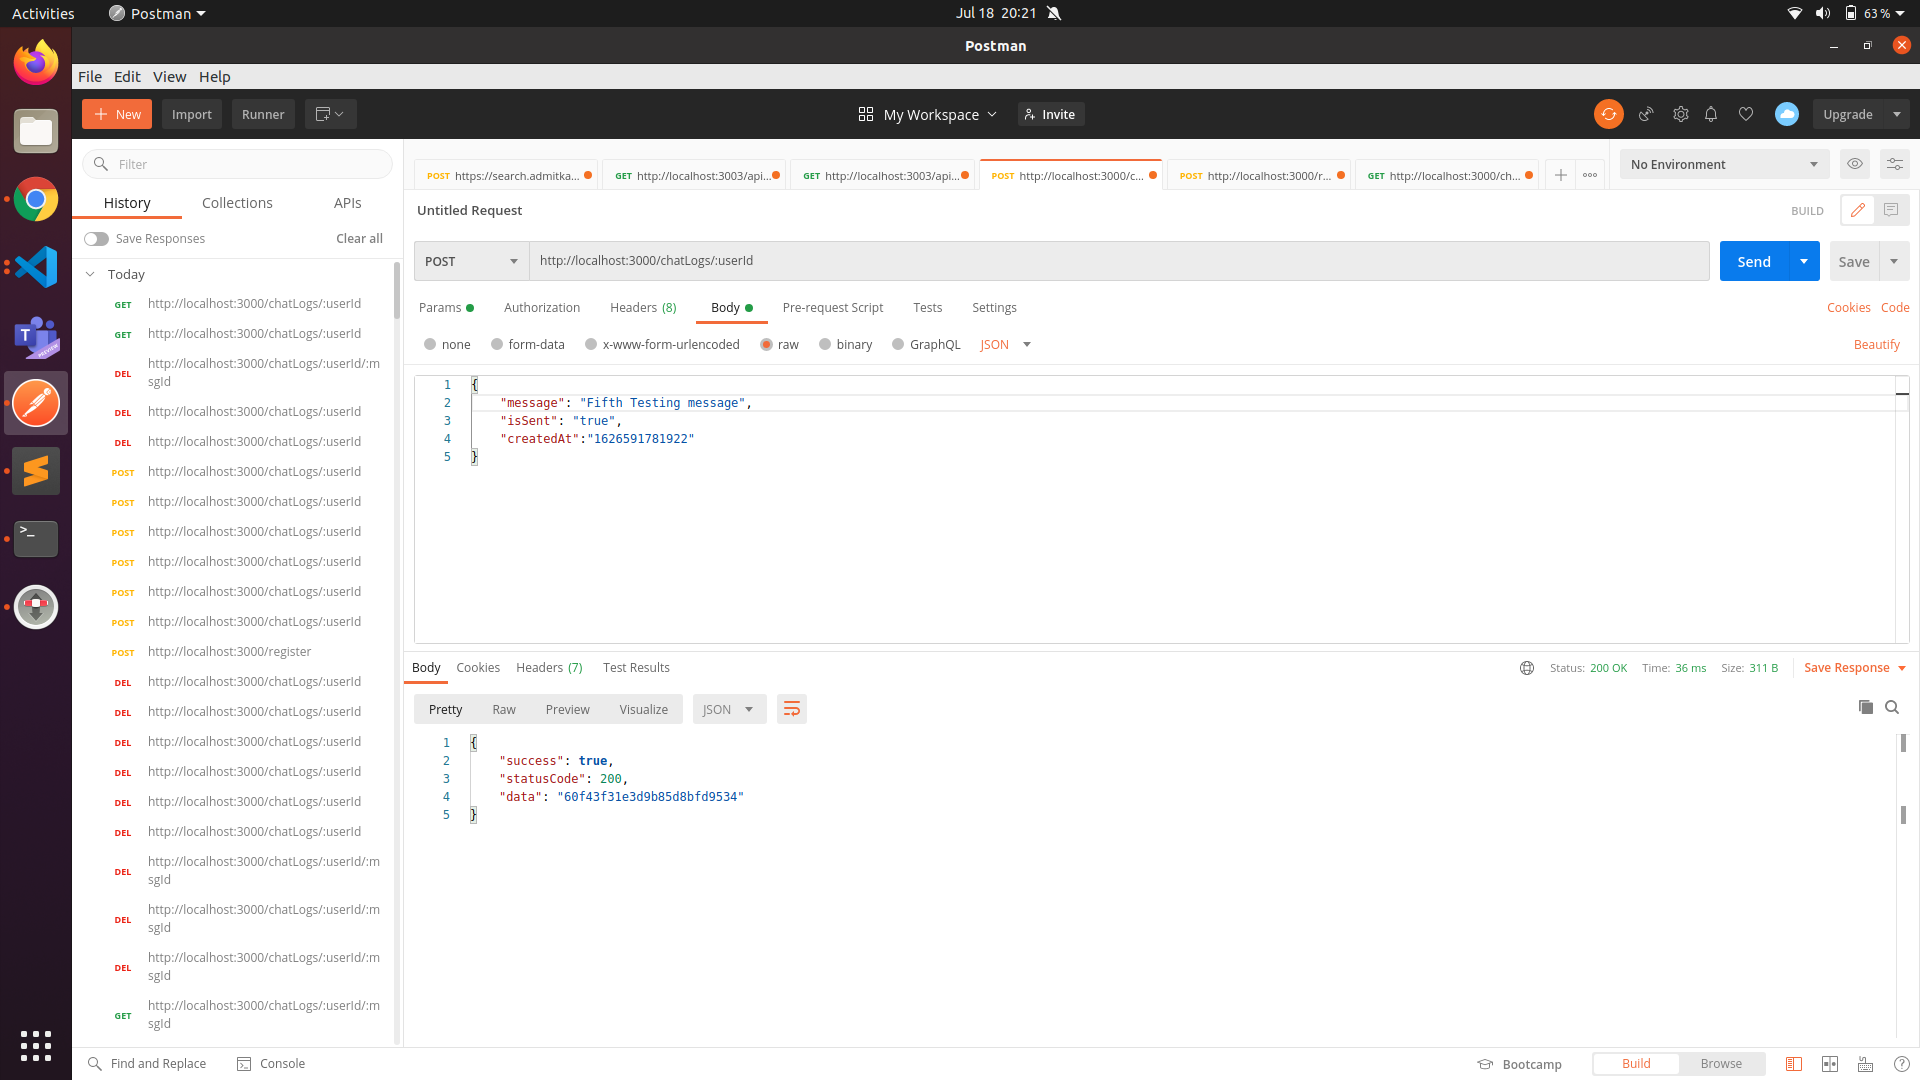 Activities
Postman
Jul 18 20:21
63 %
Postman
File Edit View Help
New
Import
Runner
My Workspace
Invite
Upgrade
Filter
History
Collections
APIs
Save Responses
Clear all
Today
GET http://localhost:3000/chatLogs/:userId
GET http://localhost:3000/chatLogs/:userId
DEL http://localhost:3000/chatLogs/:userId/:m
sgId
DEL http://localhost:3000/chatLogs/:userId
DEL http://localhost:3000/chatLogs/:userId
POST http://localhost:3000/chatLogs/:userId
POST http://localhost:3000/chatLogs/:userId
POST http://localhost:3000/chatLogs/:userId
POST http://localhost:3000/chatLogs/:userId
POST http://localhost:3000/chatLogs/:userId
POST http://localhost:3000/chatLogs/:userId
POST http://localhost:3000/register
DEL http://localhost:3000/chatLogs/:userId
DEL http://localhost:3000/chatLogs/:userId
DEL http://localhost:3000/chatLogs/:userId
DEL http://localhost:3000/chatLogs/:userId
DEL http://localhost:3000/chatLogs/:userId
DEL http://localhost:3000/chatLogs/:userId
DEL http://localhost:3000/chatLogs/:userId/:m
sgId
DEL http://localhost:3000/chatLogs/:userId/:m
sgId
DEL http://localhost:3000/chatLogs/:userId/:m
sgId
GET http://localhost:3000/chatLogs/:userId/:m
sgId
POST https://search.admitka...
GET http://localhost:3003/api...
GET http://localhost:3003/api...
POST http://localhost:3000/c...
POST http://localhost:3000/r...
GET http://localhost:3000/ch...
No Environment
Untitled Request
BUILD
POST
http://localhost:3000/chatLogs/:userId
Send
Save
Params
Authorization
Headers (8)
Body
Pre-request Script
Tests
Settings
Cookies Code
none
form-data
x-www-form-urlencoded
raw
binary
GraphQL
JSON
Beautify
1 {
2 "message": "Fifth Testing message",
3 "isSent": "true",
4 "createdAt":"1626591781922"
5 }
Body
Cookies
Headers (7)
Test Results
Status: 200 OK
Time: 36 ms
Size: 311 B
Save Response
Pretty
Raw
Preview
Visualize
JSON
1 {
2 "success": true,
3 "statusCode": 200,
4 "data": "60f43f31e3d9b85d8bfd9534"
5 }
Find and Replace
Console
Bootcamp
Build
Browse